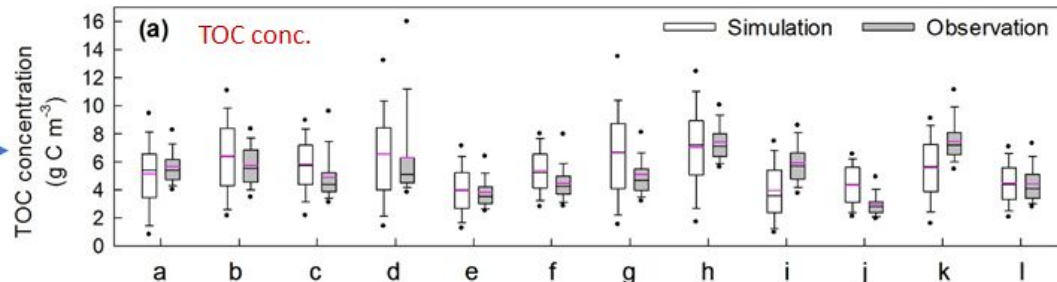 (a) TOC conc.
Simulation Observation
TOC concentration
(g C m⁻³)
16
14
12
10
8
6
4
2
0
a b c d e f g h i j k l